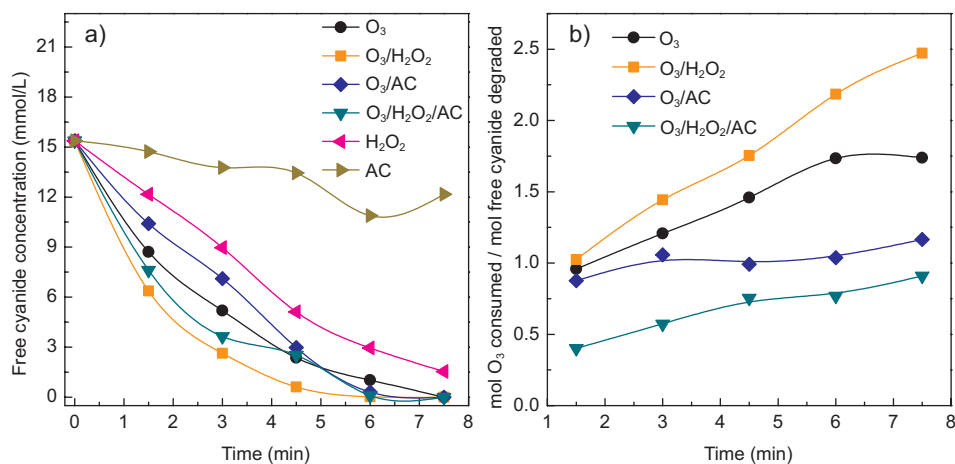 a)
O₃
O₃/H₂O₂
O₃/AC
O₃/H₂O₂/AC
H₂O₂
AC
21
18
15
12
9
6
3
0
Free cyanide concentration (mmol/L)
0 1 2 3 4 5 6 7 8
Time (min)
b)
O₃
O₃/H₂O₂
O₃/AC
O₃/H₂O₂/AC
2.5
2.0
1.5
1.0
0.5
0.0
mol O₃ consumed / mol free cyanide degraded
1 2 3 4 5 6 7 8
Time (min)